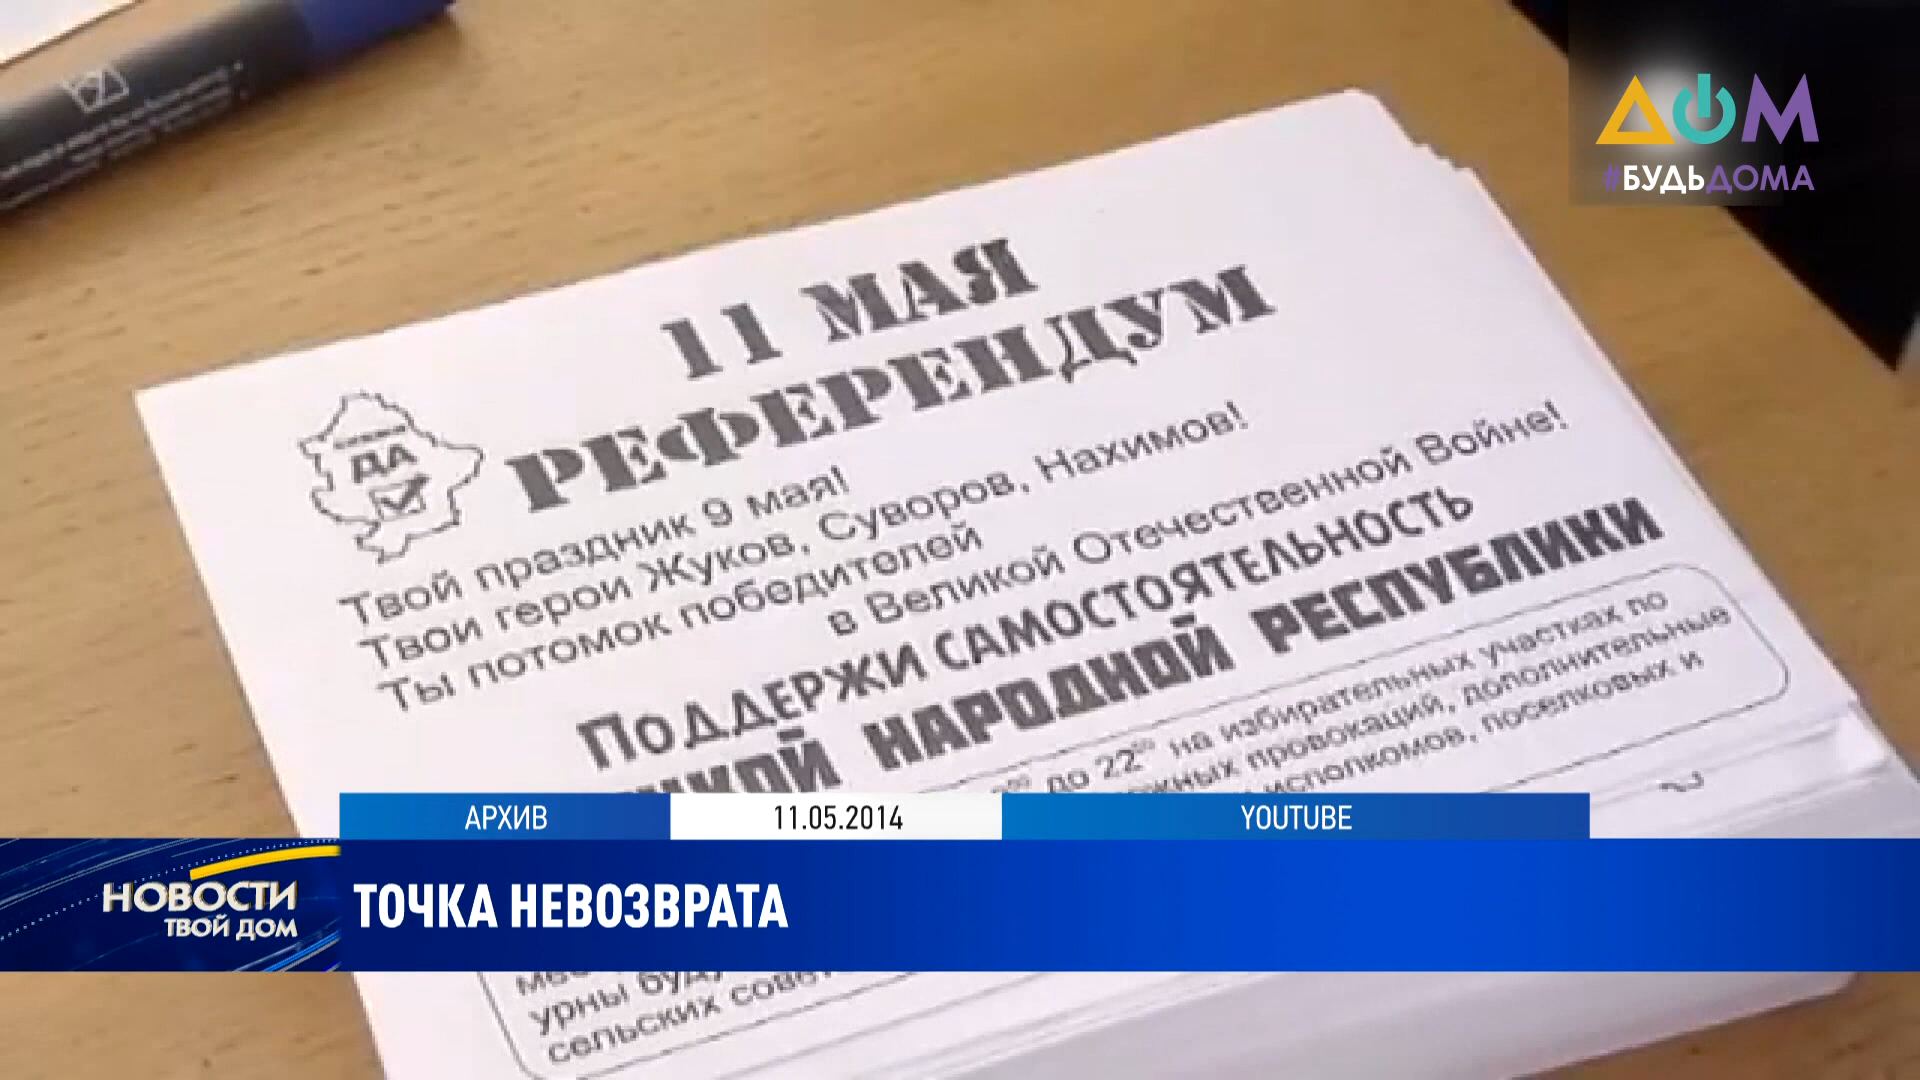 ДОМ
#БУДЬДОМА
11 МАЯ
РЕФЕРЕНДУМ
ДА
Твой праздник 9 мая!
Твои герои Жуков, Суворов, Нахимов!
Ты потомок победителей
в Великой Отечественной Войне!
ПОДДЕРЖИ САМОСТОЯТЕЛЬНОСТЬ
НАРОДНОЙ РЕСПУБЛИКИ
до 22⁰⁰ на избирательных участках по
провокаций, дополнительные
исполкомов, поселковых и
урны
сельских
АРХИВ
11.05.2014
YOUTUBE
НОВОСТИ
ТВОЙ ДОМ
ТОЧКА НЕВОЗВРАТА